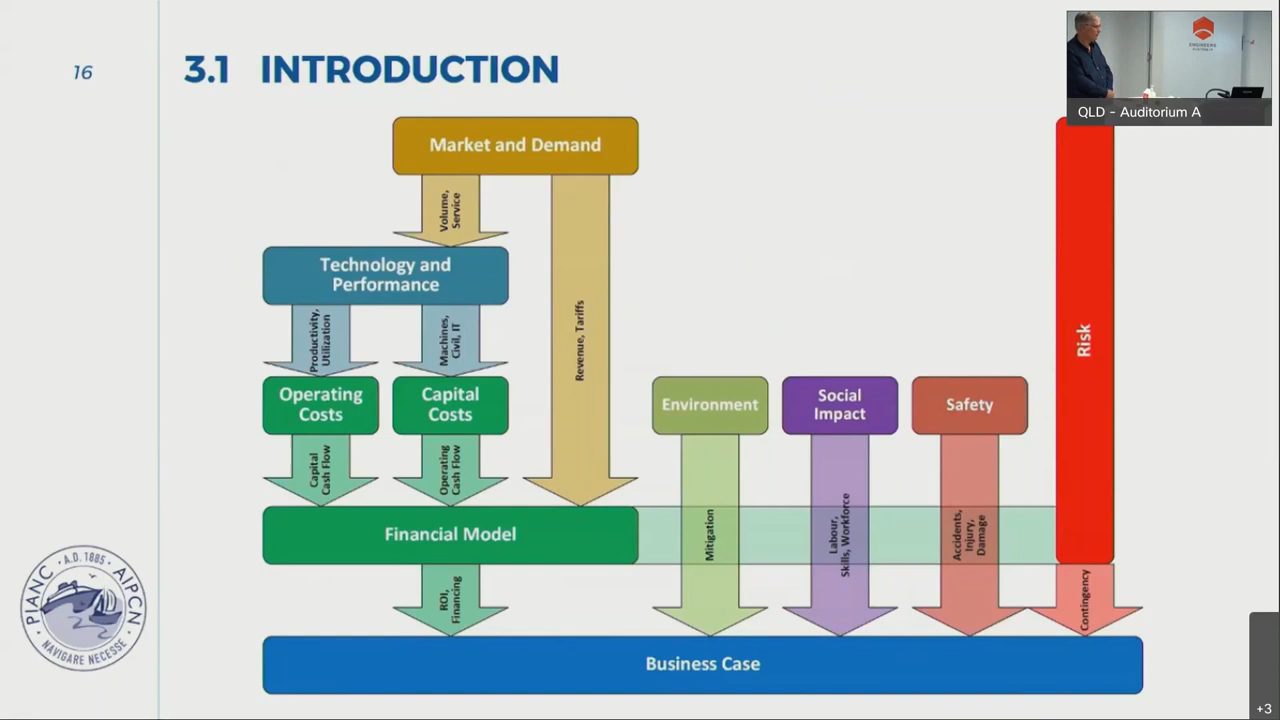 16
3.1 INTRODUCTION
ENGINEERS
AUSTRALIA
QLD - Auditorium A
Market and Demand
Volume,
Service
Technology and
Performance
Productivity,
Utilization
Machines,
Civil, IT
Revenue, Tariffs
Risk
Operating
Costs
Capital
Costs
Environment
Social
Impact
Safety
Capital
Cash Flow
Operating
Cash Flow
Financial Model
Mitigation
Labour,
Skills, Workforce
Accidents,
Injury,
Damage
ROI,
Financing
Contingency
Business Case
PIANC · A.D. 1885 · AIPCN
· NAVIGARE NECESSE ·
+3